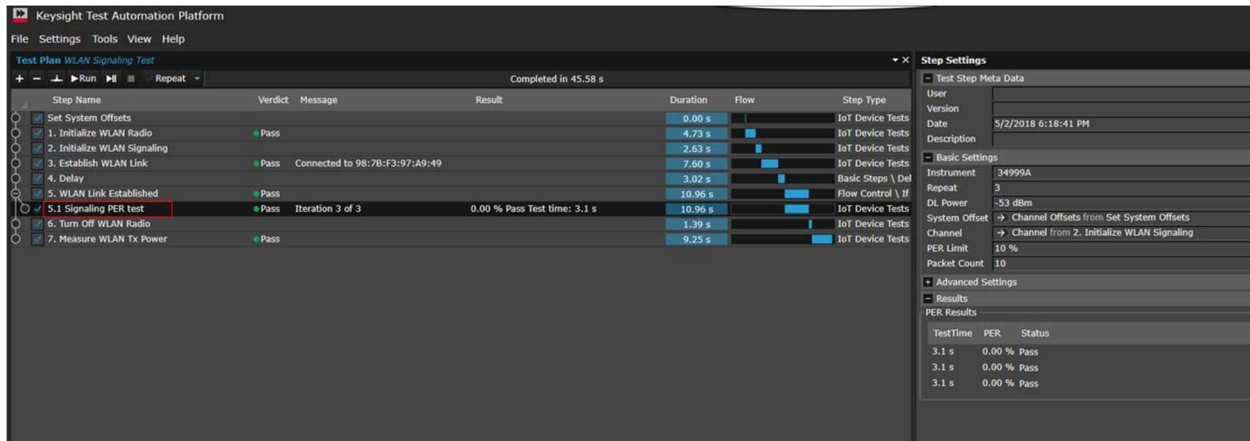 Keysight Test Automation Platform
File Settings Tools View Help
Test Plan WLAN Signaling Test
Run Repeat Completed in 45.58 s
Step Name Verdict Message Result Duration Flow Step Type
Set System Offsets 0.00 s IoT Device Tests
1. Initialize WLAN Radio Pass 4.73 s IoT Device Tests
2. Initialize WLAN Signaling 2.63 s IoT Device Tests
3. Establish WLAN Link Pass Connected to 98:7B:F3:97:A9:49 7.60 s IoT Device Tests
4. Delay 3.02 s Basic Steps \ Del
5. WLAN Link Established Pass 10.96 s Flow Control \ If
5.1 Signaling PER test Pass Iteration 3 of 3 0.00 % Pass Test time: 3.1 s 10.96 s IoT Device Tests
6. Turn Off WLAN Radio 1.39 s IoT Device Tests
7. Measure WLAN Tx Power Pass 9.25 s IoT Device Tests
Step Settings
Test Step Meta Data
User
Version
Date 5/2/2018 6:18:41 PM
Description
Basic Settings
Instrument 34999A
Repeat 3
DL Power -53 dBm
System Offset → Channel Offsets from Set System Offsets
Channel → Channel from 2. Initialize WLAN Signaling
PER Limit 10 %
Packet Count 10
Advanced Settings
Results
PER Results
TestTime PER Status
3.1 s 0.00 % Pass
3.1 s 0.00 % Pass
3.1 s 0.00 % Pass